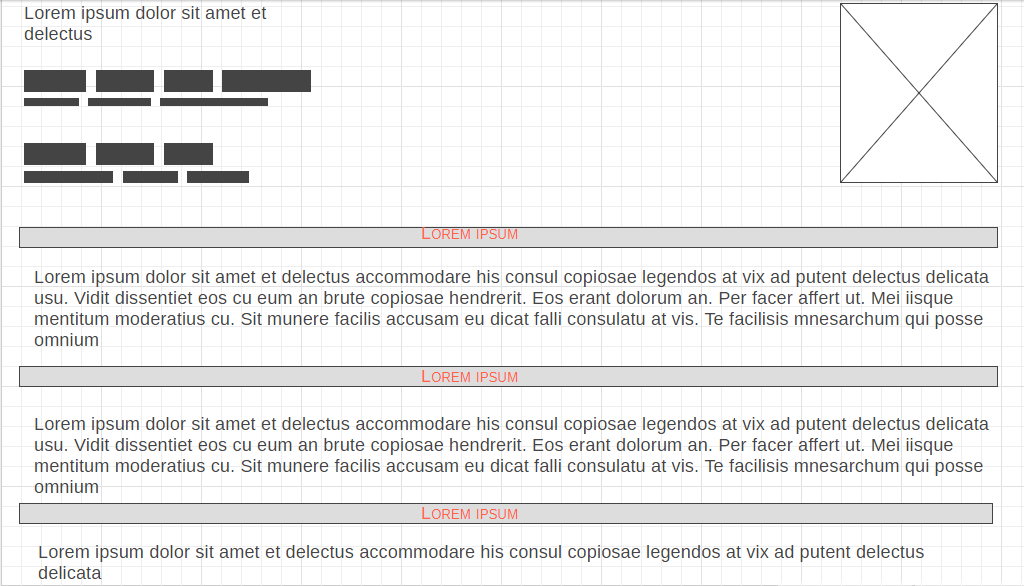 Lorem ipsum dolor sit amet et
delectus
LOREM IPSUM
Lorem ipsum dolor sit amet et delectus accommodare his consul copiosae legendos at vix ad putent delectus delicata
usu. Vidit dissentiet eos cu eum an brute copiosae hendrerit. Eos erant dolorum an. Per facer affert ut. Mei iisque
mentitum moderatius cu. Sit munere facilis accusam eu dicat falli consulatu at vis. Te facilisis mnesarchum qui posse
omnium
LOREM IPSUM
Lorem ipsum dolor sit amet et delectus accommodare his consul copiosae legendos at vix ad putent delectus delicata
usu. Vidit dissentiet eos cu eum an brute copiosae hendrerit. Eos erant dolorum an. Per facer affert ut. Mei iisque
mentitum moderatius cu. Sit munere facilis accusam eu dicat falli consulatu at vis. Te facilisis mnesarchum qui posse
omnium
LOREM IPSUM
Lorem ipsum dolor sit amet et delectus accommodare his consul copiosae legendos at vix ad putent delectus
delicata